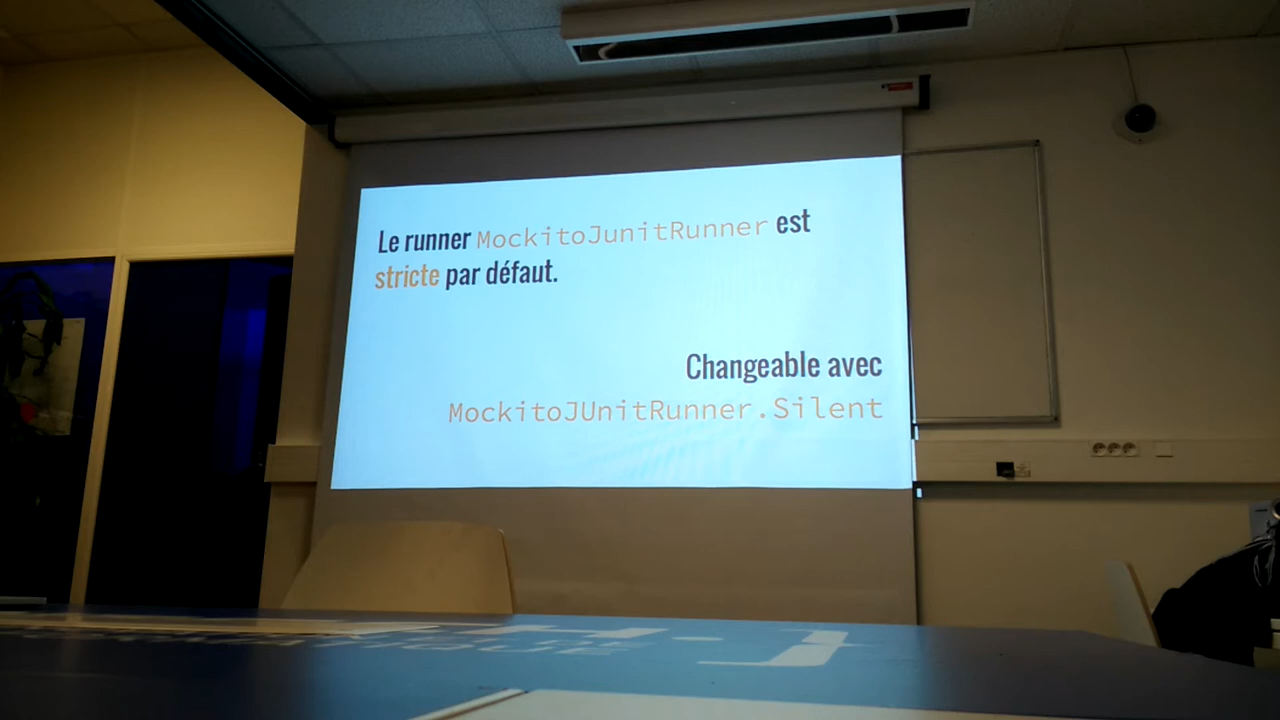 Le runner MockitoJunitRunner est
stricte par défaut.
Changeable avec
MockitoJUnitRunner.Silent